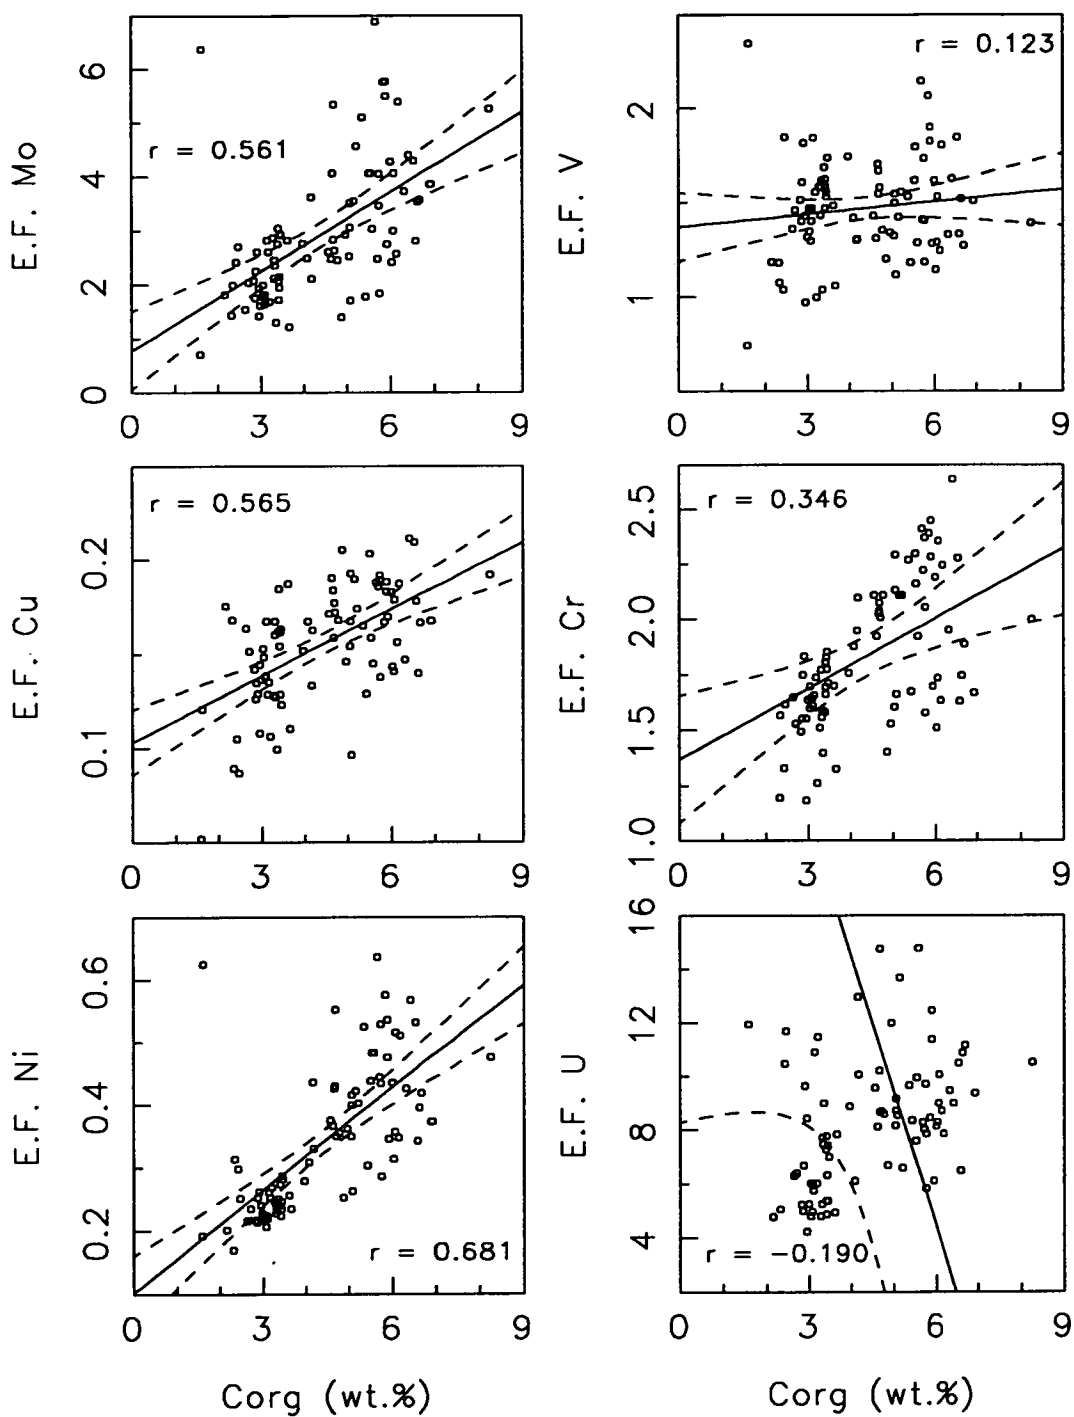 E.F. Mo
6
4
2
0
r = 0.561
0 3 6 9
E.F. V
2
1
r = 0.123
0 3 6 9
E.F. Cu
0.2
0.1
r = 0.565
0 3 6 9
E.F. Cr
2.5
2.0
1.5
1.0
r = 0.346
0 3 6 9
E.F. Ni
0.6
0.4
0.2
r = 0.681
0 3 6 9
Corg (wt.%)
E.F. U
16
12
8
4
r = -0.190
0 3 6 9
Corg (wt.%)